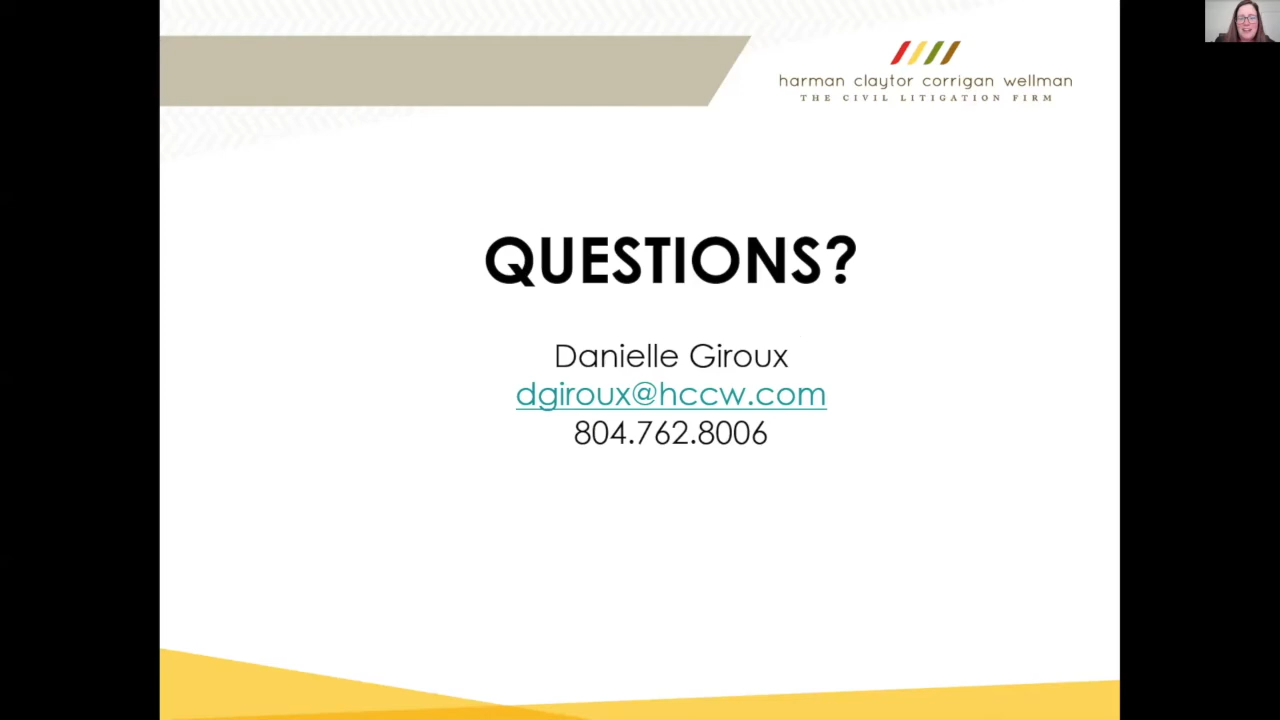 harman claytor corrigan wellman
THE CIVIL LITIGATION FIRM
QUESTIONS?
Danielle Giroux
dgiroux@hccw.com
804.762.8006